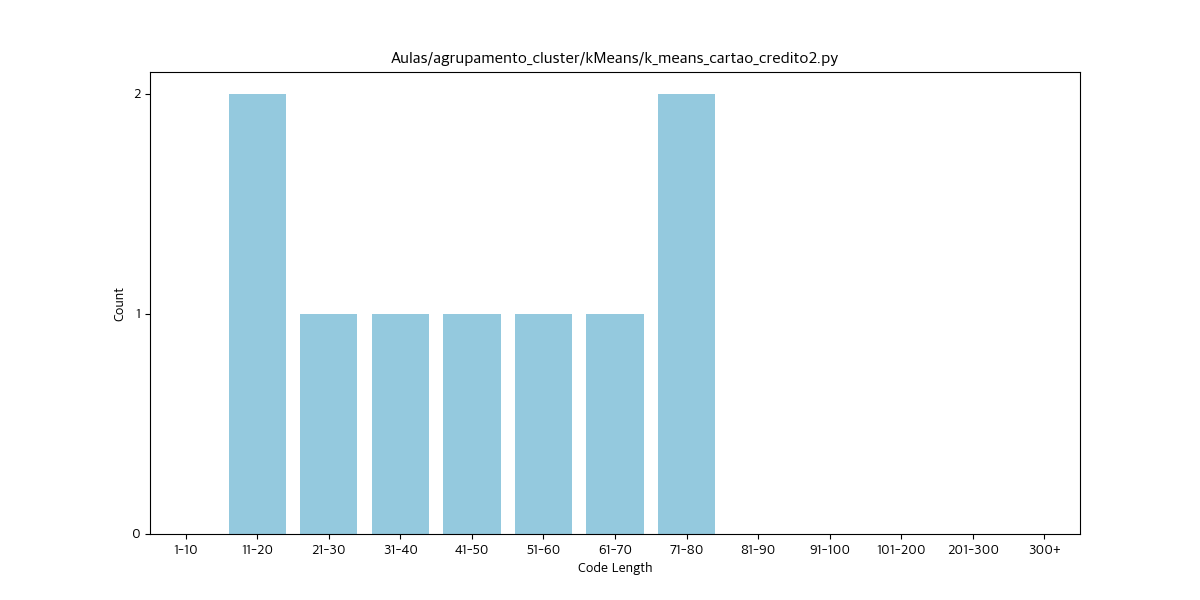 Aulas/agrupamento_cluster/kMeans/k_means_cartao_credito2.py
2
1
0
Count
1-10 11-20 21-30 31-40 41-50 51-60 61-70 71-80 81-90 91-100 101-200 201-300 300+
Code Length